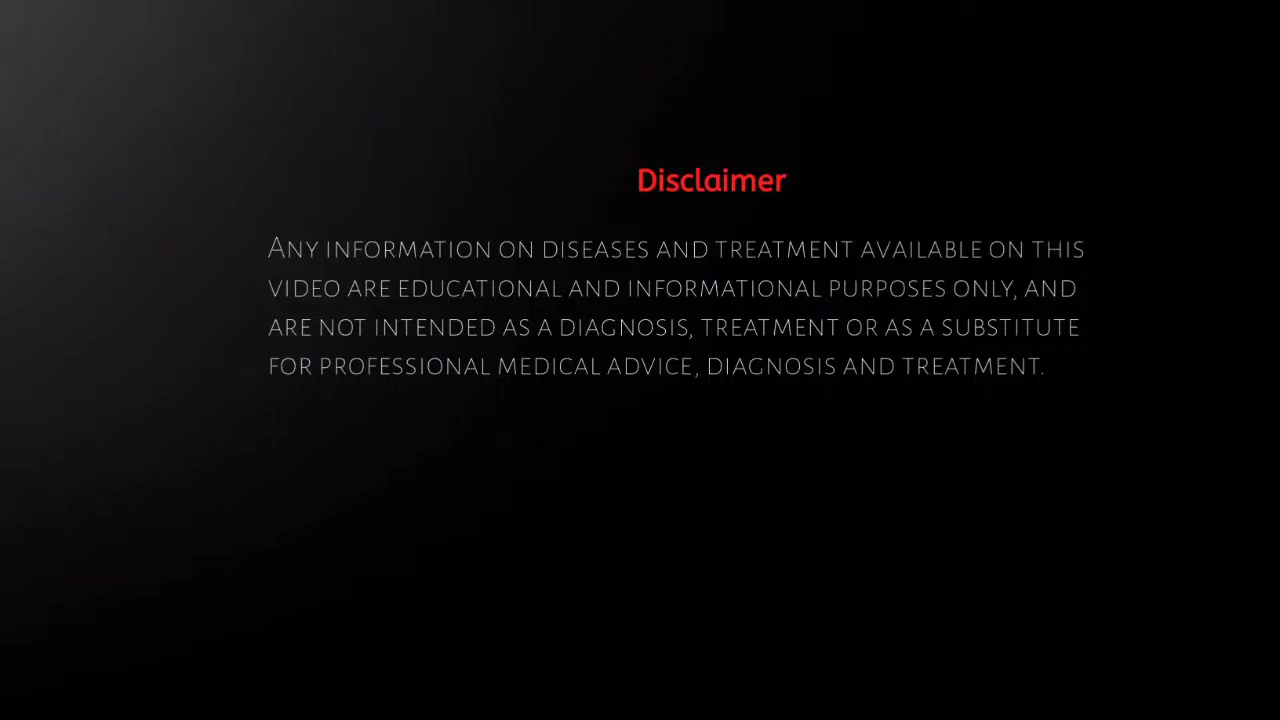 Disclaimer
Any information on diseases and treatment available on this
video are educational and informational purposes only, and
are not intended as a diagnosis, treatment or as a substitute
for professional medical advice, diagnosis and treatment.